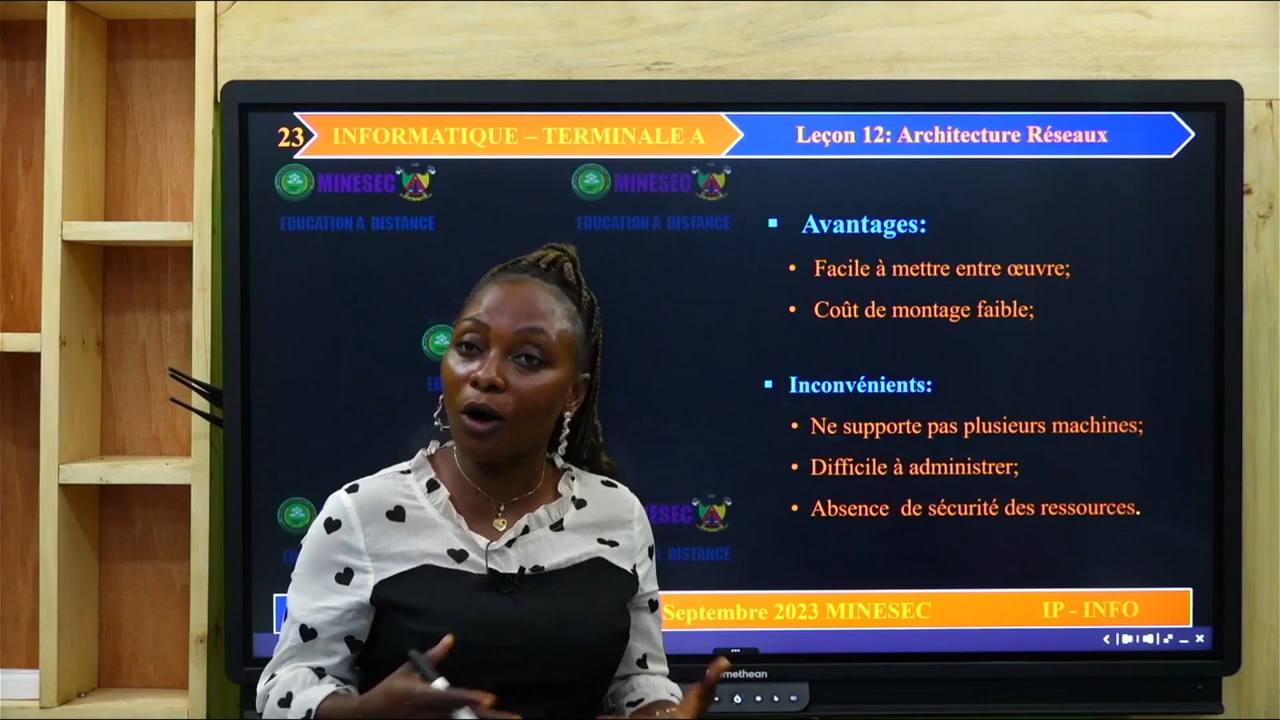 23
INFORMATIQUE – TERMINALE A
Leçon 12: Architecture Réseaux
MINESEC
MINESEC
EDUCATION A DISTANCE
EDUCATION A DISTANCE
Avantages:
• Facile à mettre entre œuvre;
• Coût de montage faible;
Inconvénients:
• Ne supporte pas plusieurs machines;
• Difficile à administrer;
• Absence de sécurité des ressources.
DISTANCE
Septembre 2023 MINESEC
IP - INFO